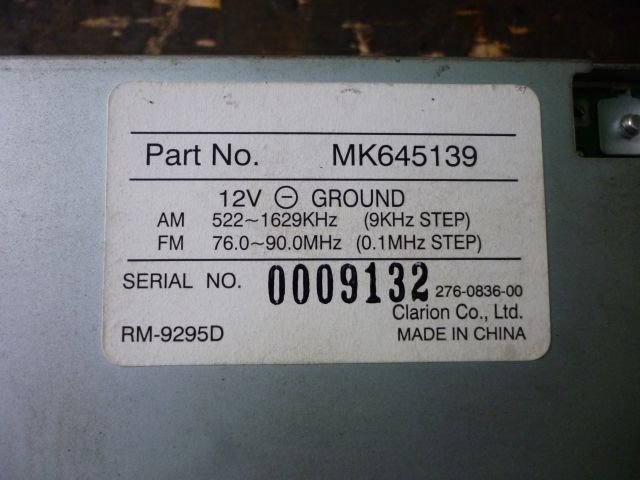 Part No. MK645139
12V ⊖ GROUND
AM 522~1629KHz (9KHz STEP)
FM 76.0~90.0MHz (0.1MHz STEP)
SERIAL NO. 0009132 276-0836-00
Clarion Co., Ltd.
RM-9295D MADE IN CHINA